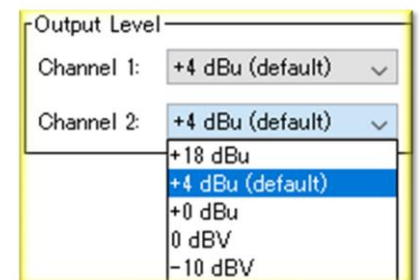 Output Level
Channel 1: +4 dBu (default)
Channel 2: +4 dBu (default)
+18 dBu
+4 dBu (default)
+0 dBu
0 dBV
-10 dBV